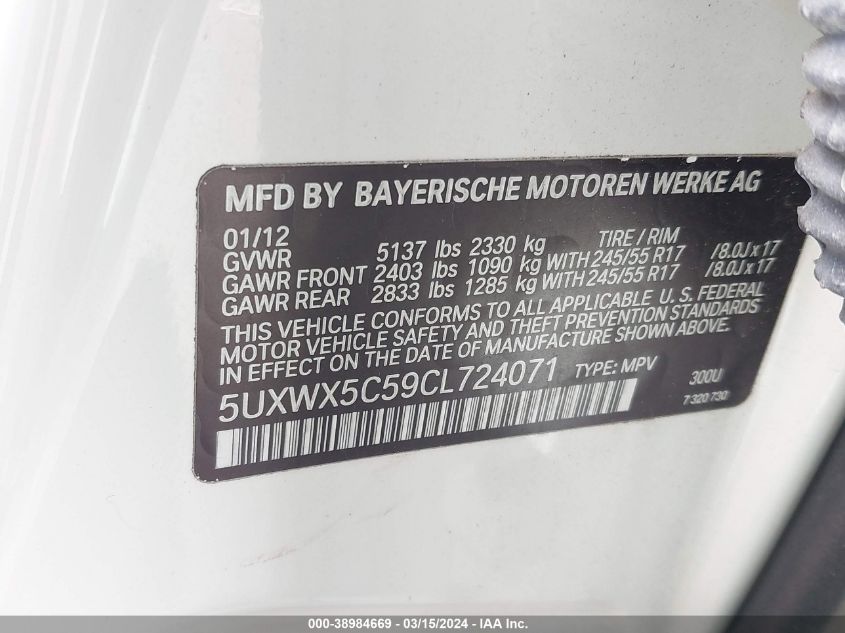 MFD BY BAYERISCHE MOTOREN WERKE AG
01/12 TIRE / RIM
GVWR 5137 lbs 2330 kg
GAWR FRONT 2403 lbs 1090 kg WITH 245/55 R17 /8.0J x 17
GAWR REAR 2833 lbs 1285 kg WITH 245/55 R17 /8.0J x 17
THIS VEHICLE CONFORMS TO ALL APPLICABLE U. S. FEDERAL
MOTOR VEHICLE SAFETY AND THEFT PREVENTION STANDARDS
IN EFFECT ON THE DATE OF MANUFACTURE SHOWN ABOVE.
5UXWX5C59CL724071 TYPE: MPV 300U
7 320 730
000-38984669 - 03/15/2024 - IAA Inc.